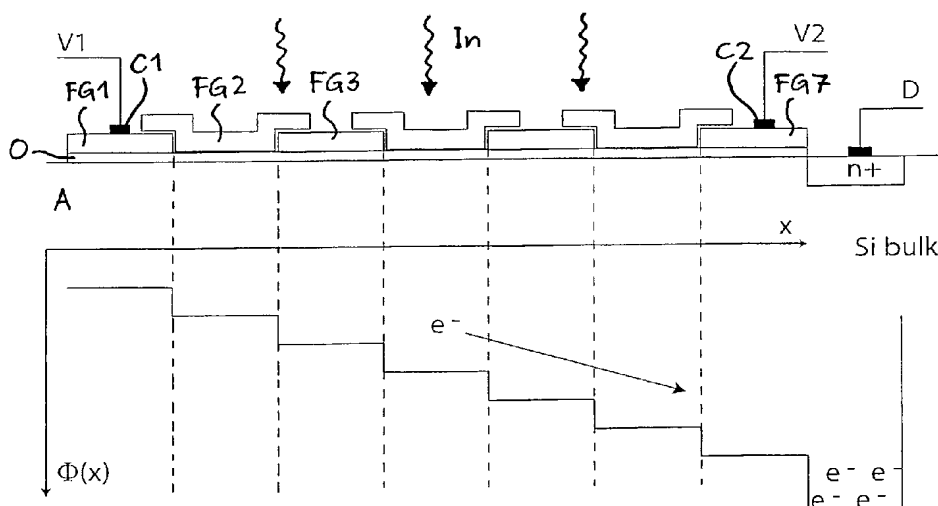 V1
C1
In
V2
C2
FG1
FG2
FG3
FG7
D
O
n+
A
x
Si bulk
e⁻
Φ(x)
e⁻ e⁻
e⁻ e⁻